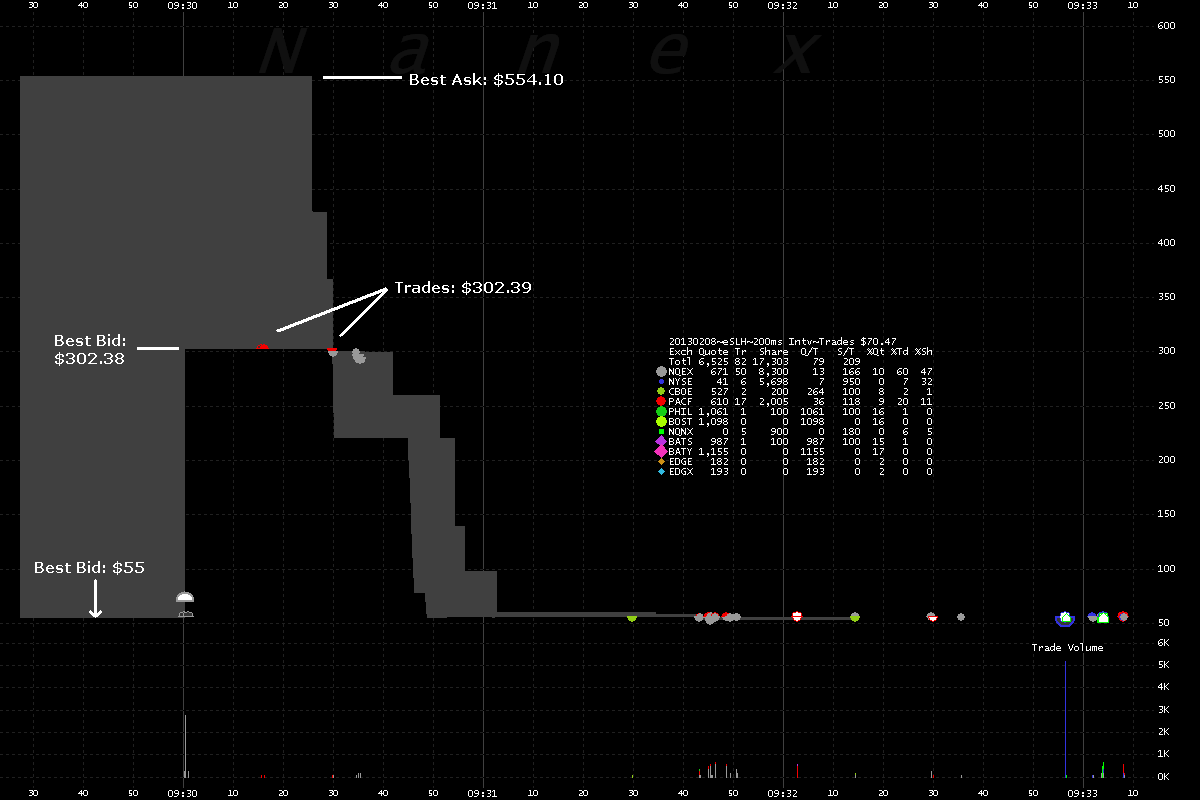 30 40 50 09:30 10 20 30 40 50 09:31 10 20 30 40 50 09:32 10 20 30 40 50 09:33 10
N a n e x
600
Best Ask: $554.10
550
500
450
400
350
Trades: $302.39
Best Bid:
$302.38
300
20130208~eSLH~200ms Intv~Trades $70.47
Exch Quote Tr Share Q/T S/T %Qt %Td %Sh
Totl 6,525 82 17,303 79 209
NQEX 671 50 8,300 13 166 10 60 47
NYSE 41 6 5,698 7 950 0 7 32
CBOE 527 2 200 264 100 8 2 1
PACF 610 17 2,005 36 118 9 20 11
PHIL 1,061 1 100 1061 100 16 1 0
BOST 1,098 0 0 1098 0 16 0 0
NQNX 0 5 900 0 180 0 6 5
BATS 987 1 100 987 100 15 1 0
BATY 1,155 0 0 1155 0 17 0 0
EDGE 182 0 0 182 0 2 0 0
EDGX 193 0 0 193 0 2 0 0
250
200
150
100
Best Bid: $55
50
Trade Volume
6K
5K
4K
3K
2K
1K
0K
30 40 50 09:30 10 20 30 40 50 09:31 10 20 30 40 50 09:32 10 20 30 40 50 09:33 10